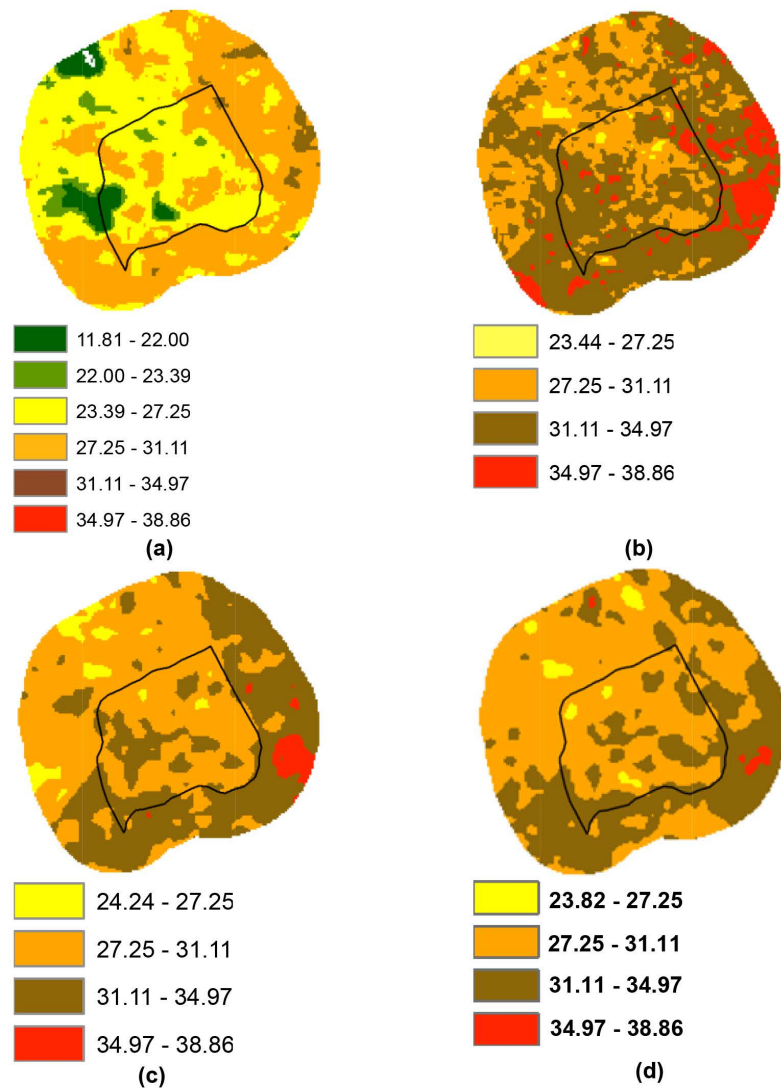 11.81 - 22.00
22.00 - 23.39
23.39 - 27.25
27.25 - 31.11
31.11 - 34.97
34.97 - 38.86
(a)
23.44 - 27.25
27.25 - 31.11
31.11 - 34.97
34.97 - 38.86
(b)
24.24 - 27.25
27.25 - 31.11
31.11 - 34.97
34.97 - 38.86
(c)
23.82 - 27.25
27.25 - 31.11
31.11 - 34.97
34.97 - 38.86
(d)